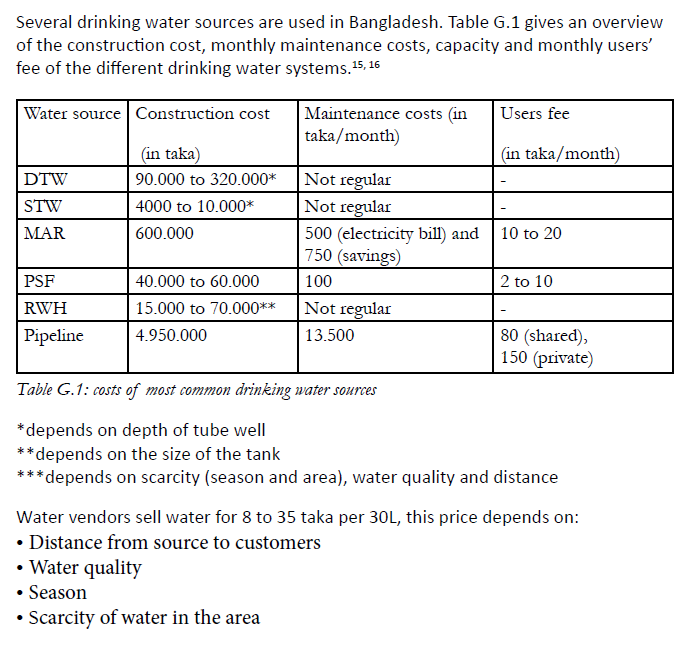 Several drinking water sources are used in Bangladesh. Table G.1 gives an overview
of the construction cost, monthly maintenance costs, capacity and monthly users’
fee of the different drinking water systems.15, 16
Water source Construction cost (in taka) Maintenance costs (in taka/month) Users fee (in taka/month)
DTW 90.000 to 320.000* Not regular -
STW 4000 to 10.000* Not regular -
MAR 600.000 500 (electricity bill) and 750 (savings) 10 to 20
PSF 40.000 to 60.000 100 2 to 10
RWH 15.000 to 70.000** Not regular -
Pipeline 4.950.000 13.500 80 (shared), 150 (private)
Table G.1: costs of most common drinking water sources
*depends on depth of tube well
**depends on the size of the tank
***depends on scarcity (season and area), water quality and distance
Water vendors sell water for 8 to 35 taka per 30L, this price depends on:
• Distance from source to customers
• Water quality
• Season
• Scarcity of water in the area